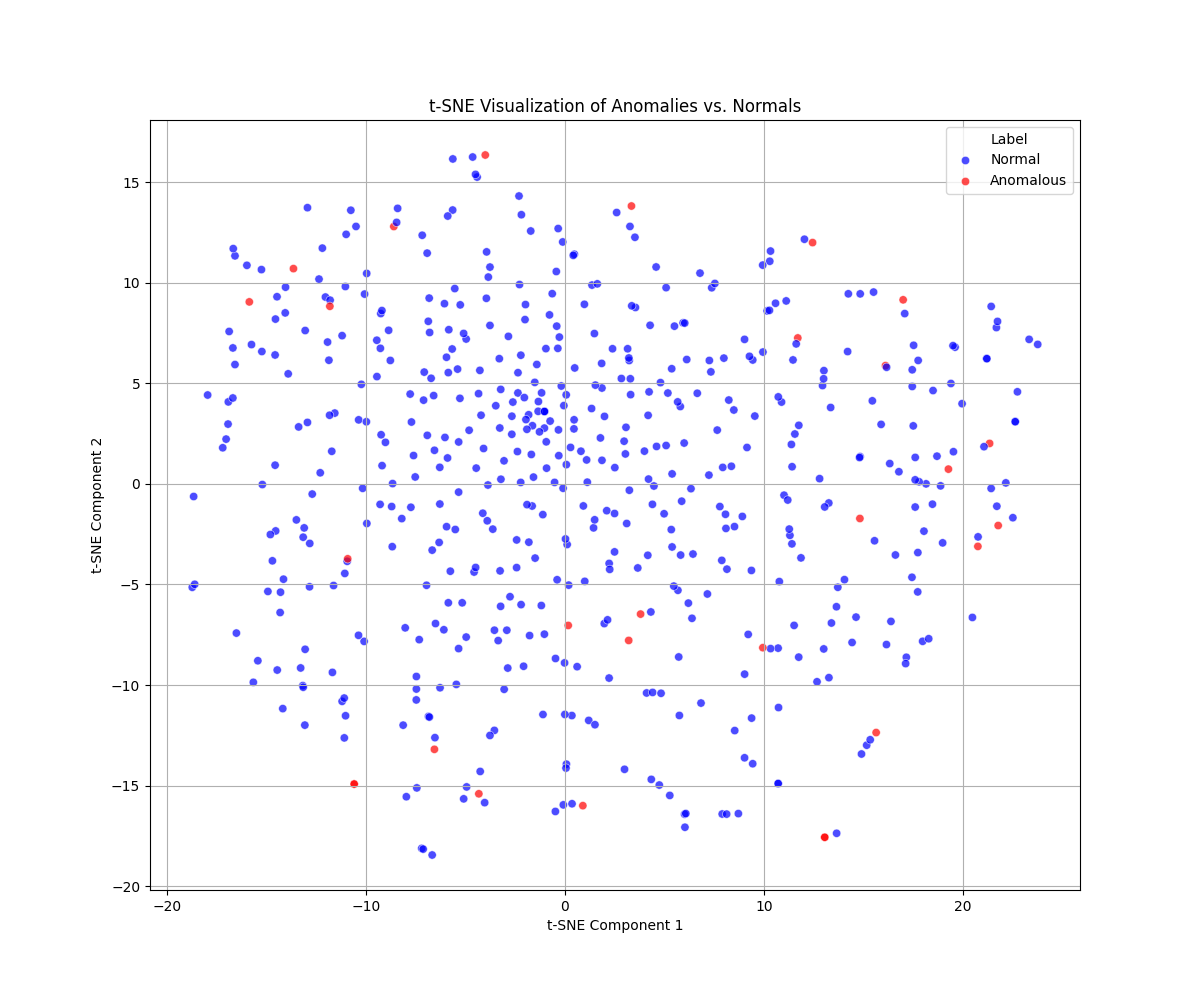 t-SNE Visualization of Anomalies vs. Normals
Label
Normal
Anomalous
15
10
5
0
−5
−10
−15
−20
t-SNE Component 2
−20
−10
0
10
20
t-SNE Component 1